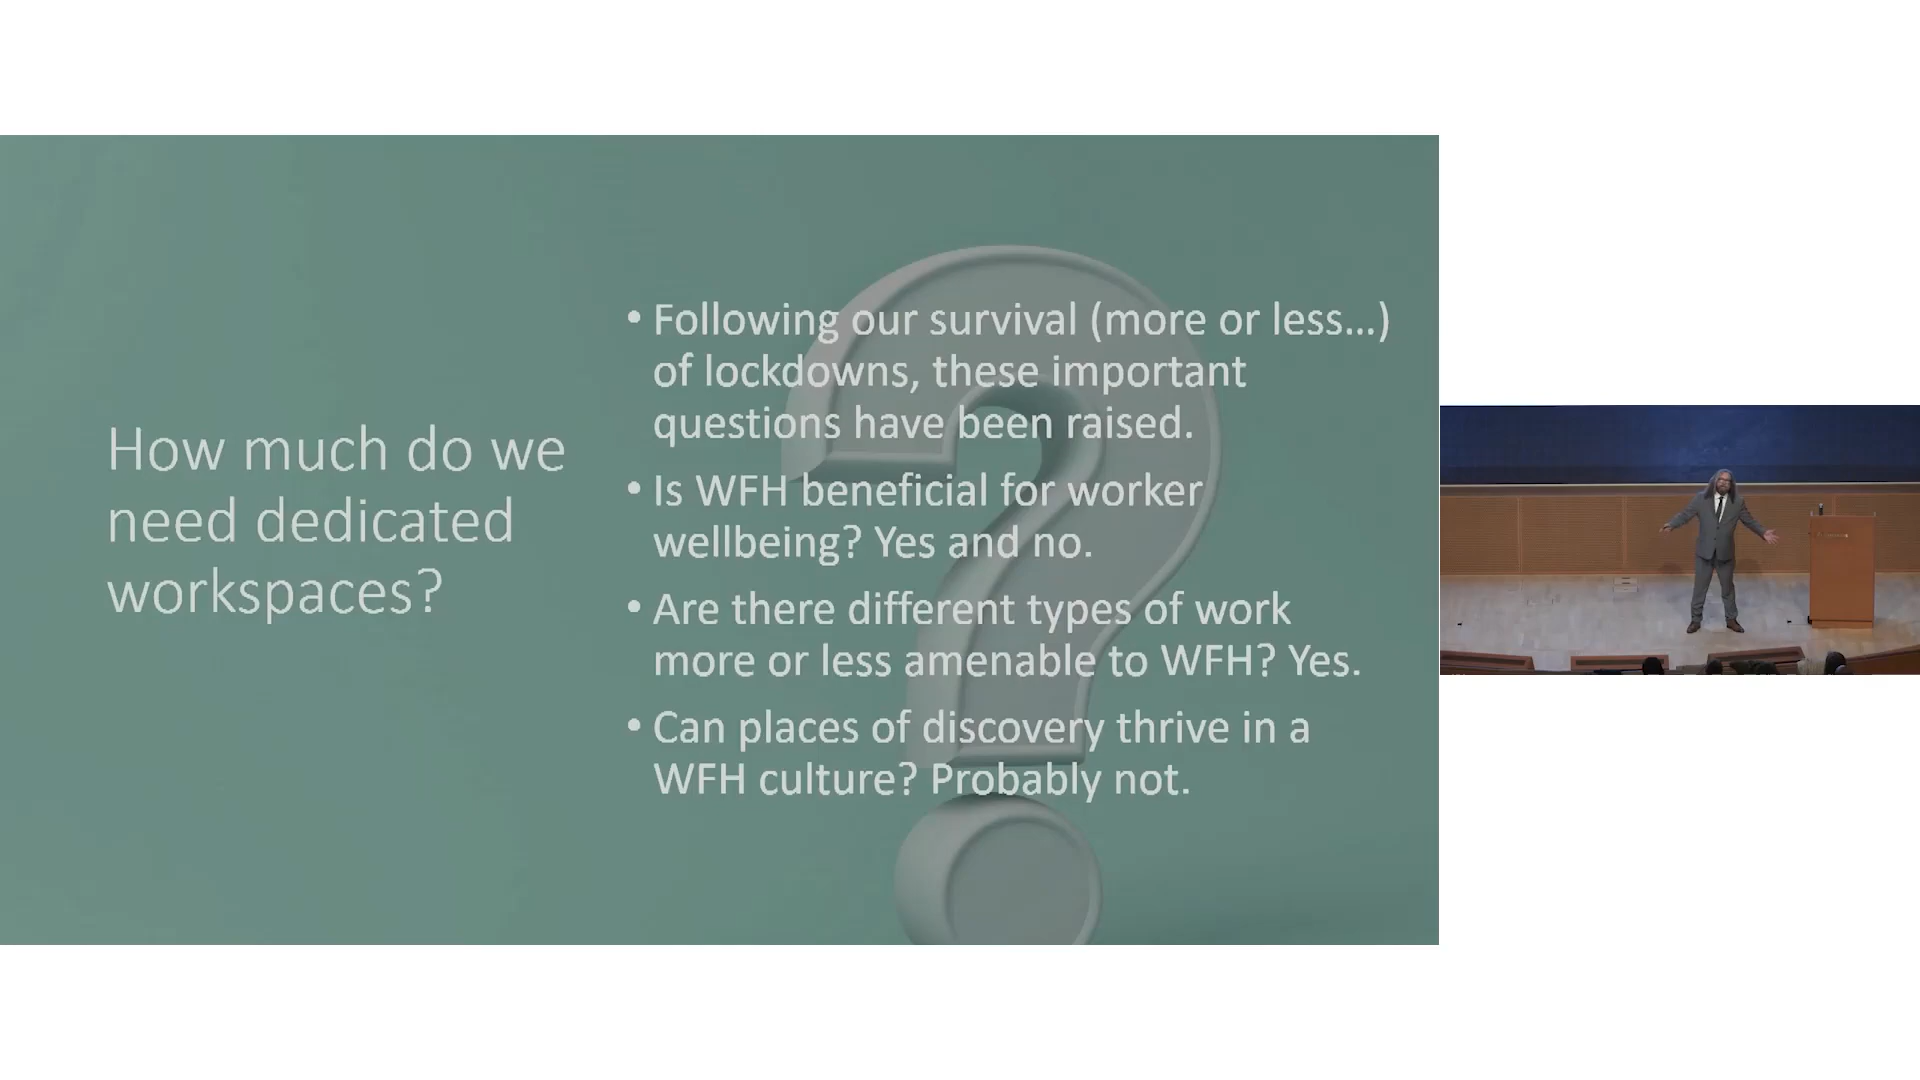 How much do we
need dedicated
workspaces?
• Following our survival (more or less…)
of lockdowns, these important
questions have been raised.
• Is WFH beneficial for worker
wellbeing? Yes and no.
• Are there different types of work
more or less amenable to WFH? Yes.
• Can places of discovery thrive in a
WFH culture? Probably not.